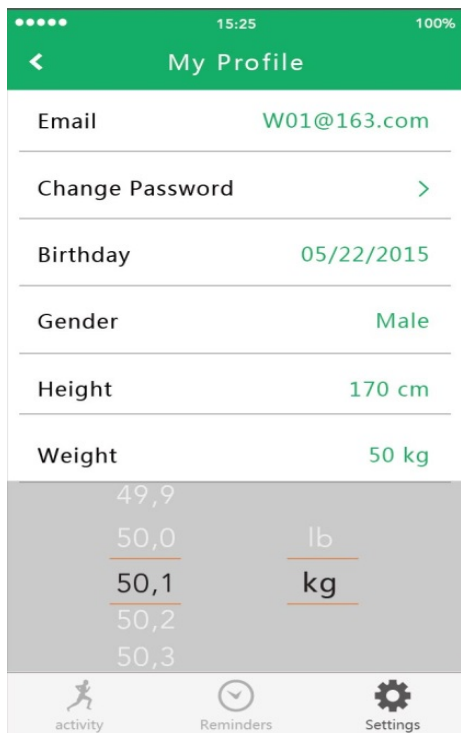 15:25 100%
My Profile
Email W01@163.com
Change Password
Birthday 05/22/2015
Gender Male
Height 170 cm
Weight 50 kg
49,9
50,0 lb
50,1 kg
50,2
50,3
activity Reminders Settings